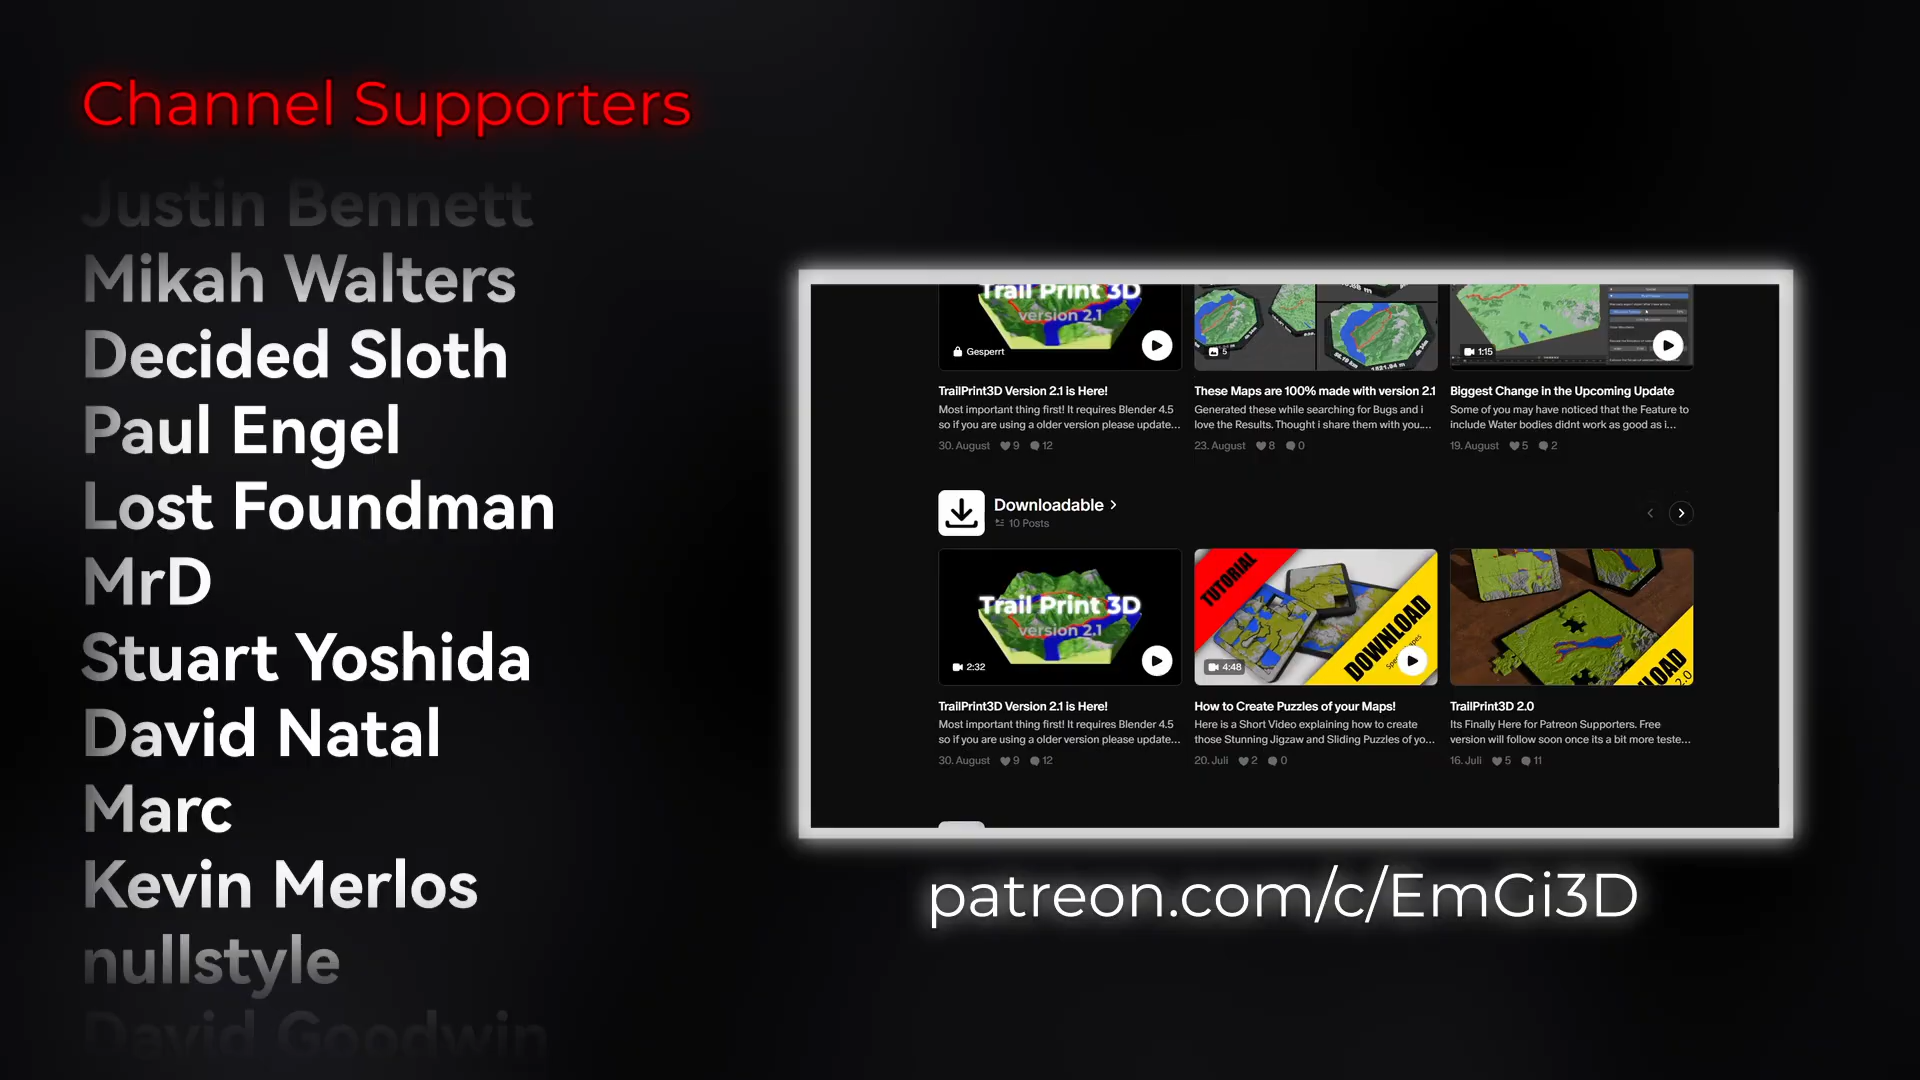 Channel Supporters
Justin Bennett
Mikah Walters
Decided Sloth
Paul Engel
Lost Foundman
MrD
Stuart Yoshida
David Natal
Marc
Kevin Merlos
nullstyle
David Goodwin
Trail Print 3D
version 2.1
Gesperrt
5
1:15
TrailPrint3D Version 2.1 is Here!
Most important thing first! It requires Blender 4.5
so if you are using a older version please update...
30. August 9 12
These Maps are 100% made with version 2.1
Generated these while searching for Bugs and i
love the Results. Thought i share them with you....
23. August 8 0
Biggest Change in the Upcoming Update
Some of you may have noticed that the Feature to
include Water bodies didnt work as good as i...
19. August 5 2
Downloadable
10 Posts
Trail Print 3D
version 2.1
2:32
TUTORIAL
DOWNLOAD
4:48
LOAD
2.0
TrailPrint3D Version 2.1 is Here!
Most important thing first! It requires Blender 4.5
so if you are using a older version please update...
30. August 9 12
How to Create Puzzles of your Maps!
Here is a Short Video explaining how to create
those Stunning Jigzaw and Sliding Puzzles of yo...
20. Juli 2 0
TrailPrint3D 2.0
Its Finally Here for Patreon Supporters. Free
version will follow soon once its a bit more teste...
16. Juli 5 11
patreon.com/c/EmGi3D